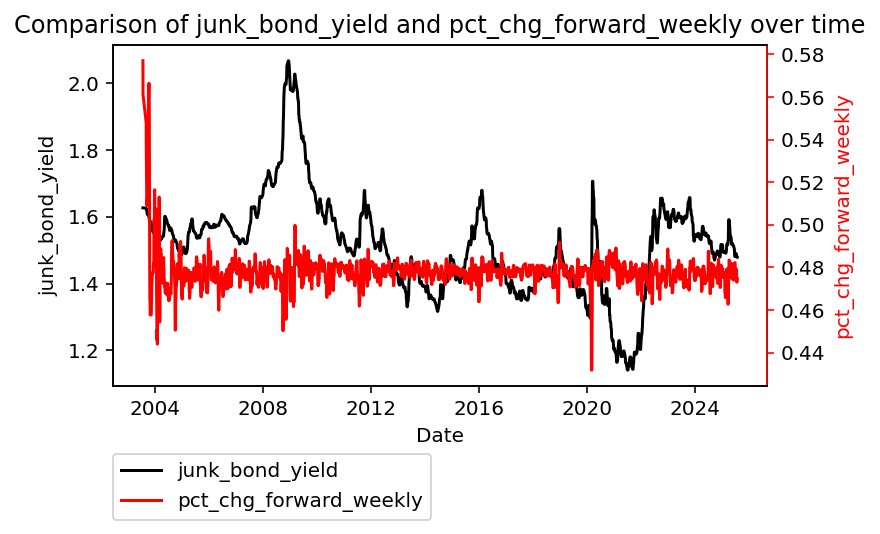 Comparison of junk_bond_yield and pct_chg_forward_weekly over time
junk_bond_yield
2.0
1.8
1.6
1.4
1.2
0.58
0.56
0.54
0.52
0.50
0.48
0.46
0.44
pct_chg_forward_weekly
2004 2008 2012 2016 2020 2024
Date
junk_bond_yield
pct_chg_forward_weekly